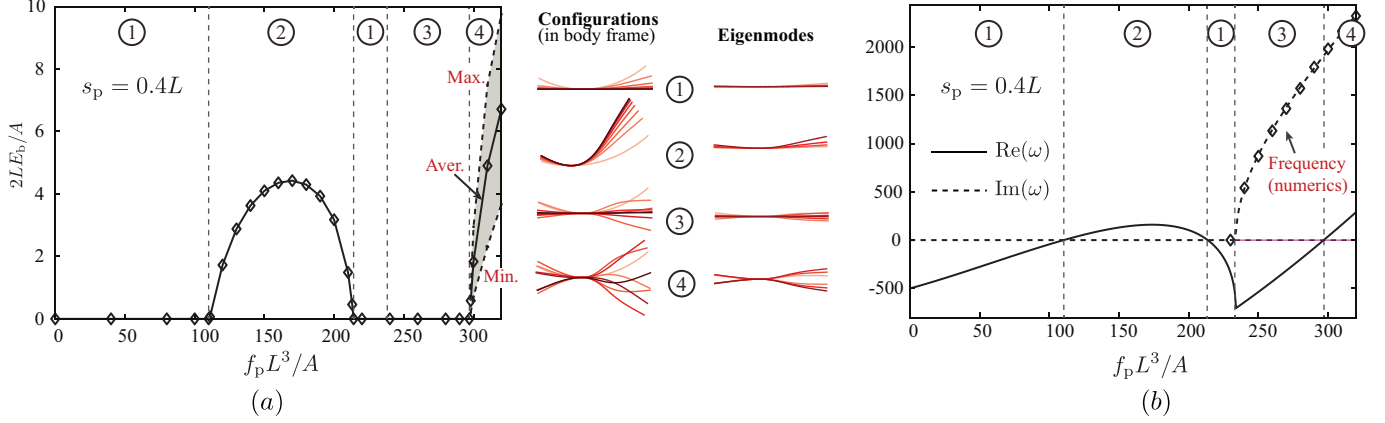 10
8
6
4
2
0
2LE_b/A
① ② ① ③ ④
s_p = 0.4L
Max.
Aver.
Min.
0 50 100 150 200 250 300
f_p L^3/A
(a)
Configurations
(in body frame)
Eigenmodes
①
②
③
④
2000
1500
1000
500
0
-500
① ② ① ③ ④
s_p = 0.4L
Re(ω)
Im(ω)
Frequency
(numerics)
0 50 100 150 200 250 300
f_p L^3/A
(b)